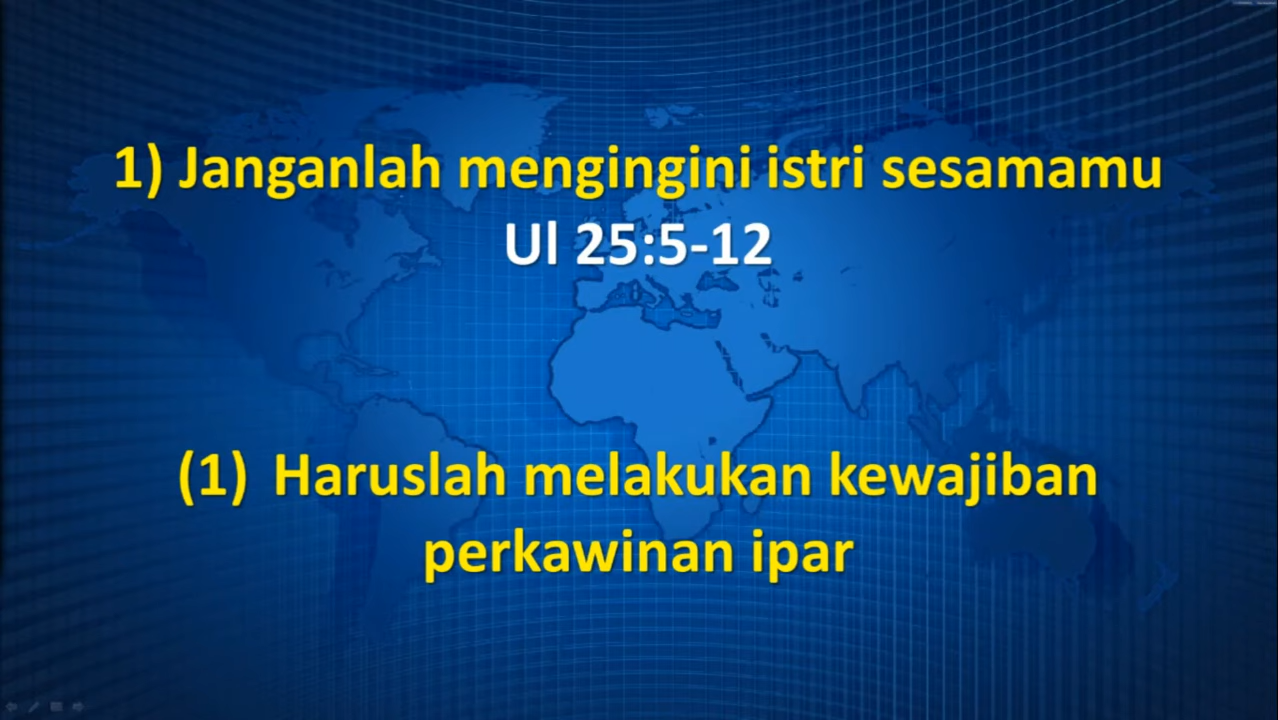 1) Janganlah mengingini istri sesamamu
Ul 25:5-12
(1) Haruslah melakukan kewajiban
perkawinan ipar